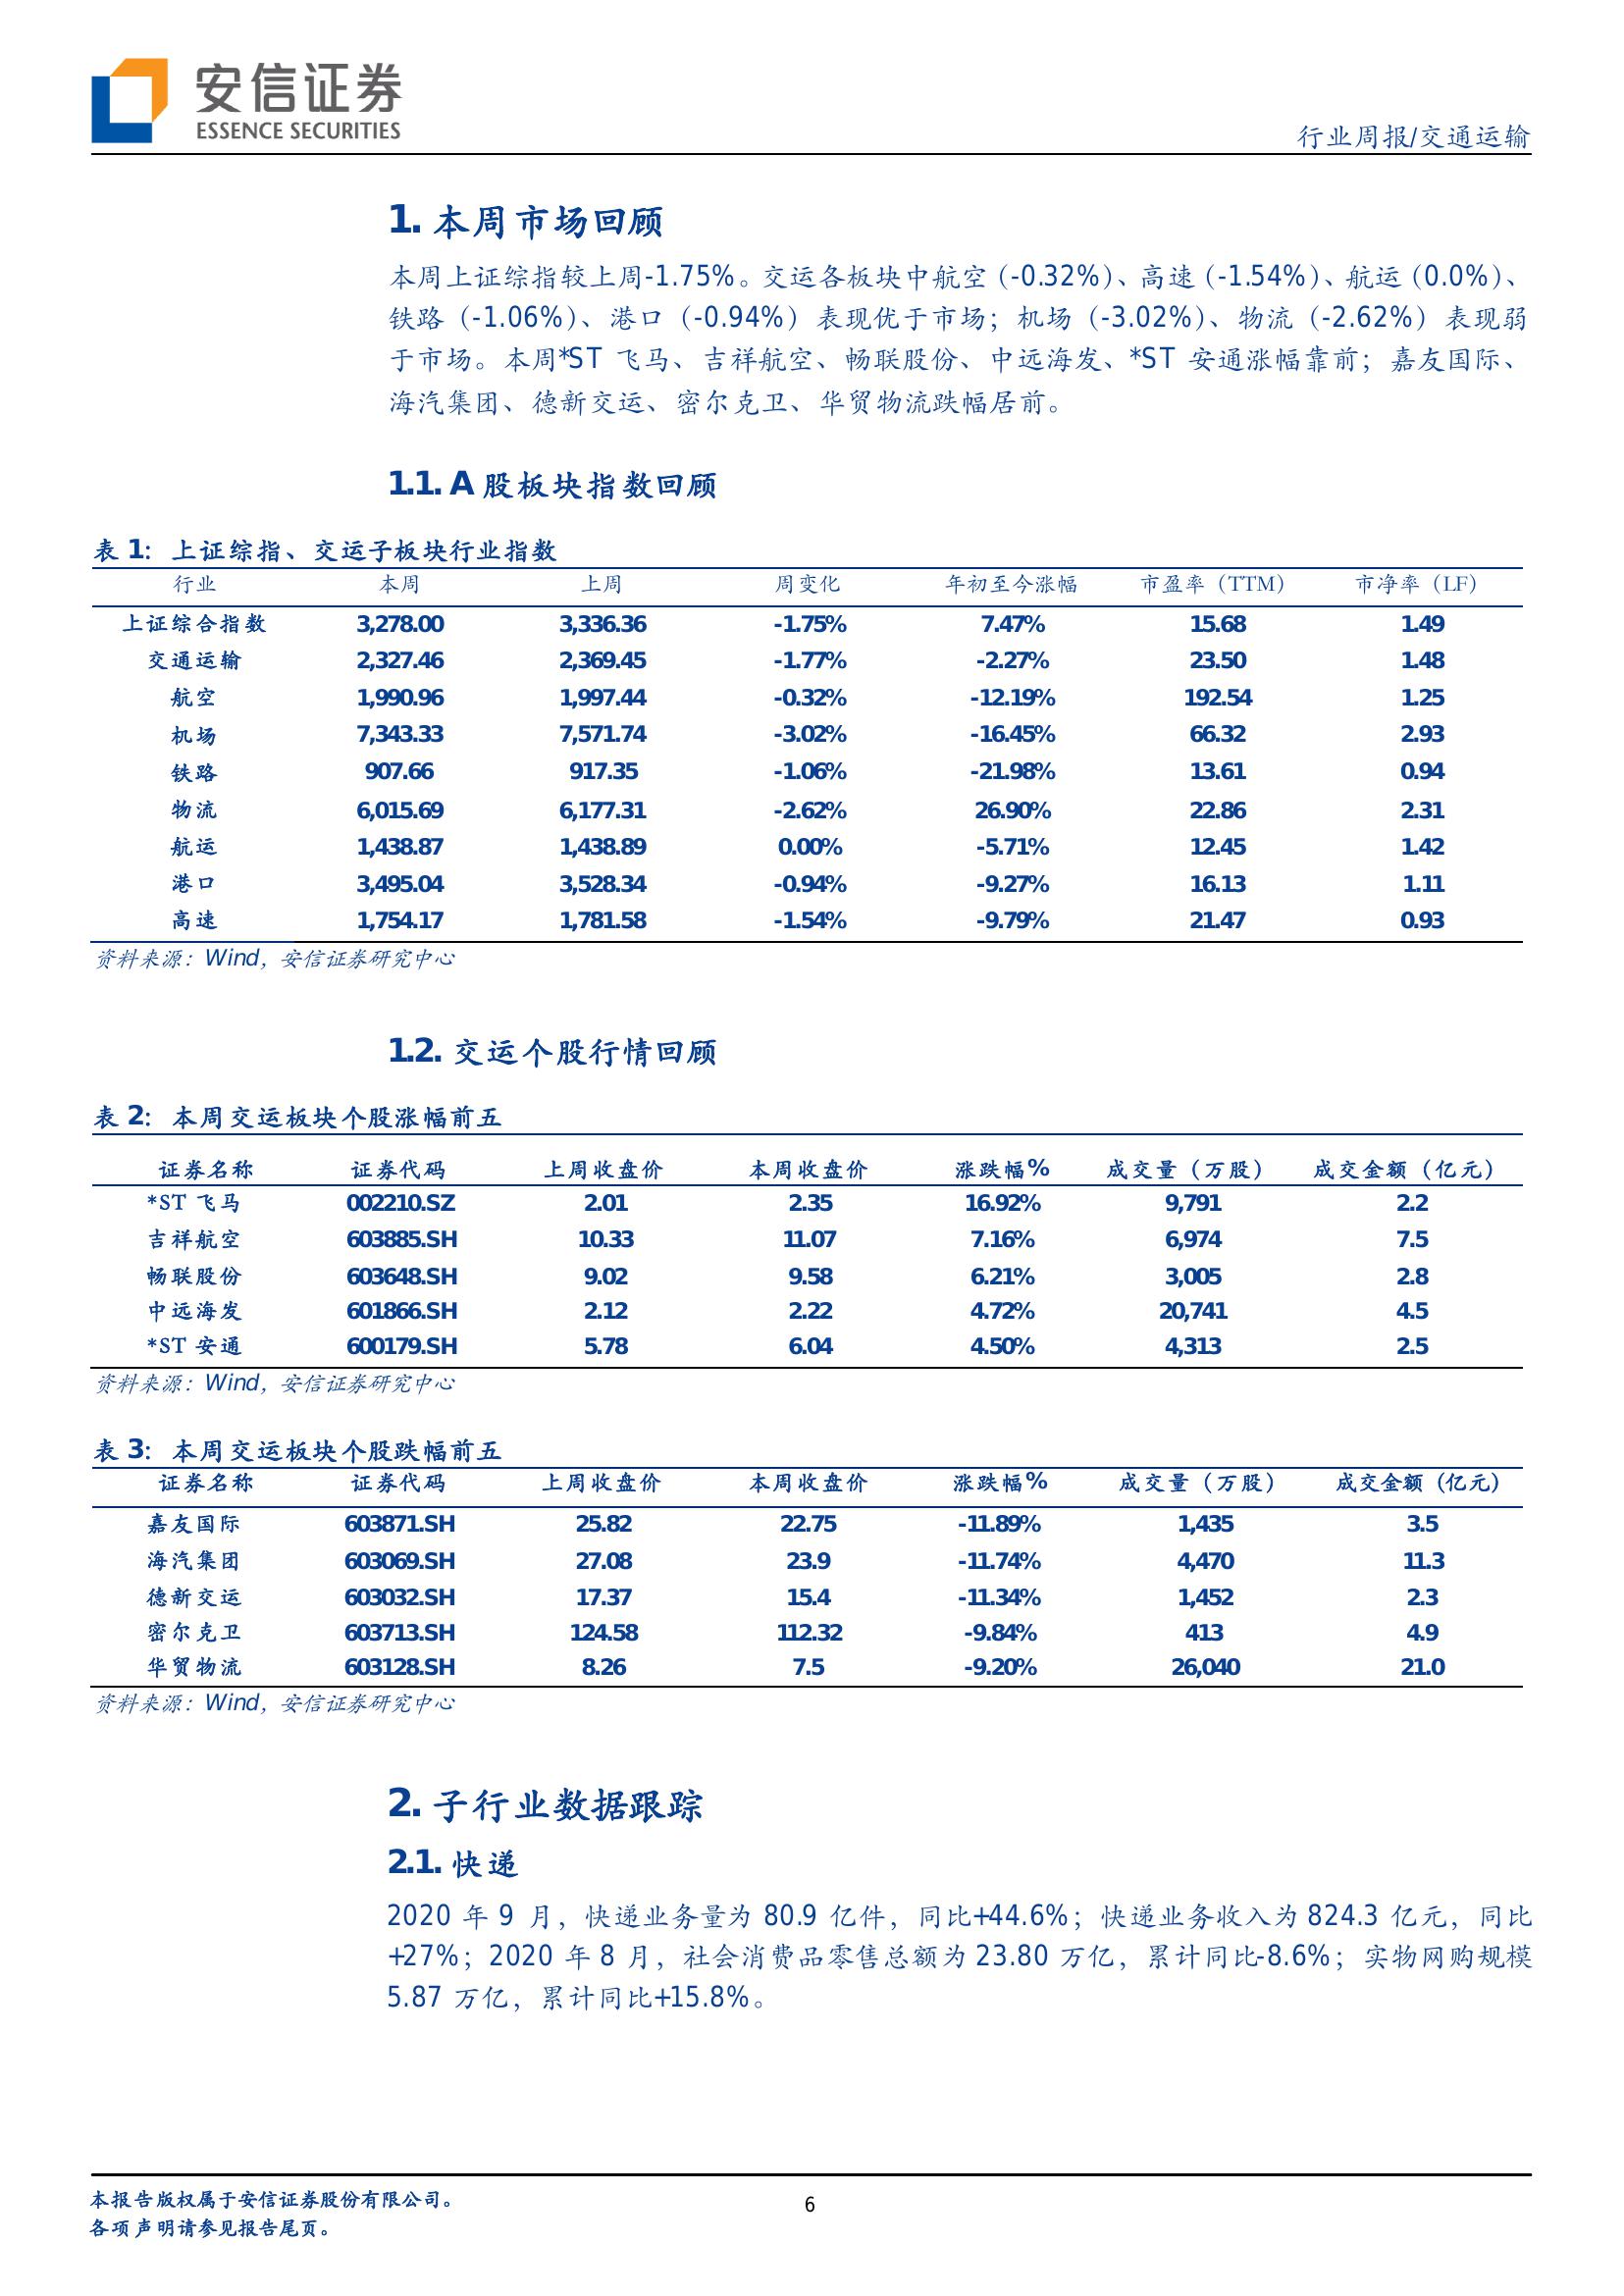 安信证券
ESSENCE SECURITIES
行业周报/交通运输
1. 本周市场回顾
本周上证综指较上周-1.75%。交运各板块中航空（-0.32%）、高速（-1.54%）、航运（0.0%）、
铁路（-1.06%）、港口（-0.94%）表现优于市场；机场（-3.02%）、物流（-2.62%）表现弱
于市场。本周*ST 飞马、吉祥航空、畅联股份、中远海发、*ST 安通涨幅靠前；嘉友国际、
海汽集团、德新交运、密尔克卫、华贸物流跌幅居前。
1.1. A 股板块指数回顾
表 1：上证综指、交运子板块行业指数
行业 本周 上周 周变化 年初至今涨幅 市盈率（TTM） 市净率（LF）
上证综合指数 3,278.00 3,336.36 -1.75% 7.47% 15.68 1.49
交通运输 2,327.46 2,369.45 -1.77% -2.27% 23.50 1.48
航空 1,990.96 1,997.44 -0.32% -12.19% 192.54 1.25
机场 7,343.33 7,571.74 -3.02% -16.45% 66.32 2.93
铁路 907.66 917.35 -1.06% -21.98% 13.61 0.94
物流 6,015.69 6,177.31 -2.62% 26.90% 22.86 2.31
航运 1,438.87 1,438.89 0.00% -5.71% 12.45 1.42
港口 3,495.04 3,528.34 -0.94% -9.27% 16.13 1.11
高速 1,754.17 1,781.58 -1.54% -9.79% 21.47 0.93
资料来源：Wind，安信证券研究中心
1.2. 交运个股行情回顾
表 2：本周交运板块个股涨幅前五
证券名称 证券代码 上周收盘价 本周收盘价 涨跌幅% 成交量（万股） 成交金额（亿元）
*ST 飞马 002210.SZ 2.01 2.35 16.92% 9,791 2.2
吉祥航空 603885.SH 10.33 11.07 7.16% 6,974 7.5
畅联股份 603648.SH 9.02 9.58 6.21% 3,005 2.8
中远海发 601866.SH 2.12 2.22 4.72% 20,741 4.5
*ST 安通 600179.SH 5.78 6.04 4.50% 4,313 2.5
资料来源：Wind，安信证券研究中心
表 3：本周交运板块个股跌幅前五
证券名称 证券代码 上周收盘价 本周收盘价 涨跌幅% 成交量（万股） 成交金额（亿元）
嘉友国际 603871.SH 25.82 22.75 -11.89% 1,435 3.5
海汽集团 603069.SH 27.08 23.9 -11.74% 4,470 11.3
德新交运 603032.SH 17.37 15.4 -11.34% 1,452 2.3
密尔克卫 603713.SH 124.58 112.32 -9.84% 413 4.9
华贸物流 603128.SH 8.26 7.5 -9.20% 26,040 21.0
资料来源：Wind，安信证券研究中心
2. 子行业数据跟踪
2.1. 快递
2020 年 9 月，快递业务量为 80.9 亿件，同比+44.6%；快递业务收入为 824.3 亿元，同比
+27%；2020 年 8 月，社会消费品零售总额为 23.80 万亿，累计同比-8.6%；实物网购规模
5.87 万亿，累计同比+15.8%。
本报告版权属于安信证券股份有限公司。
各项声明请参见报告尾页。
6